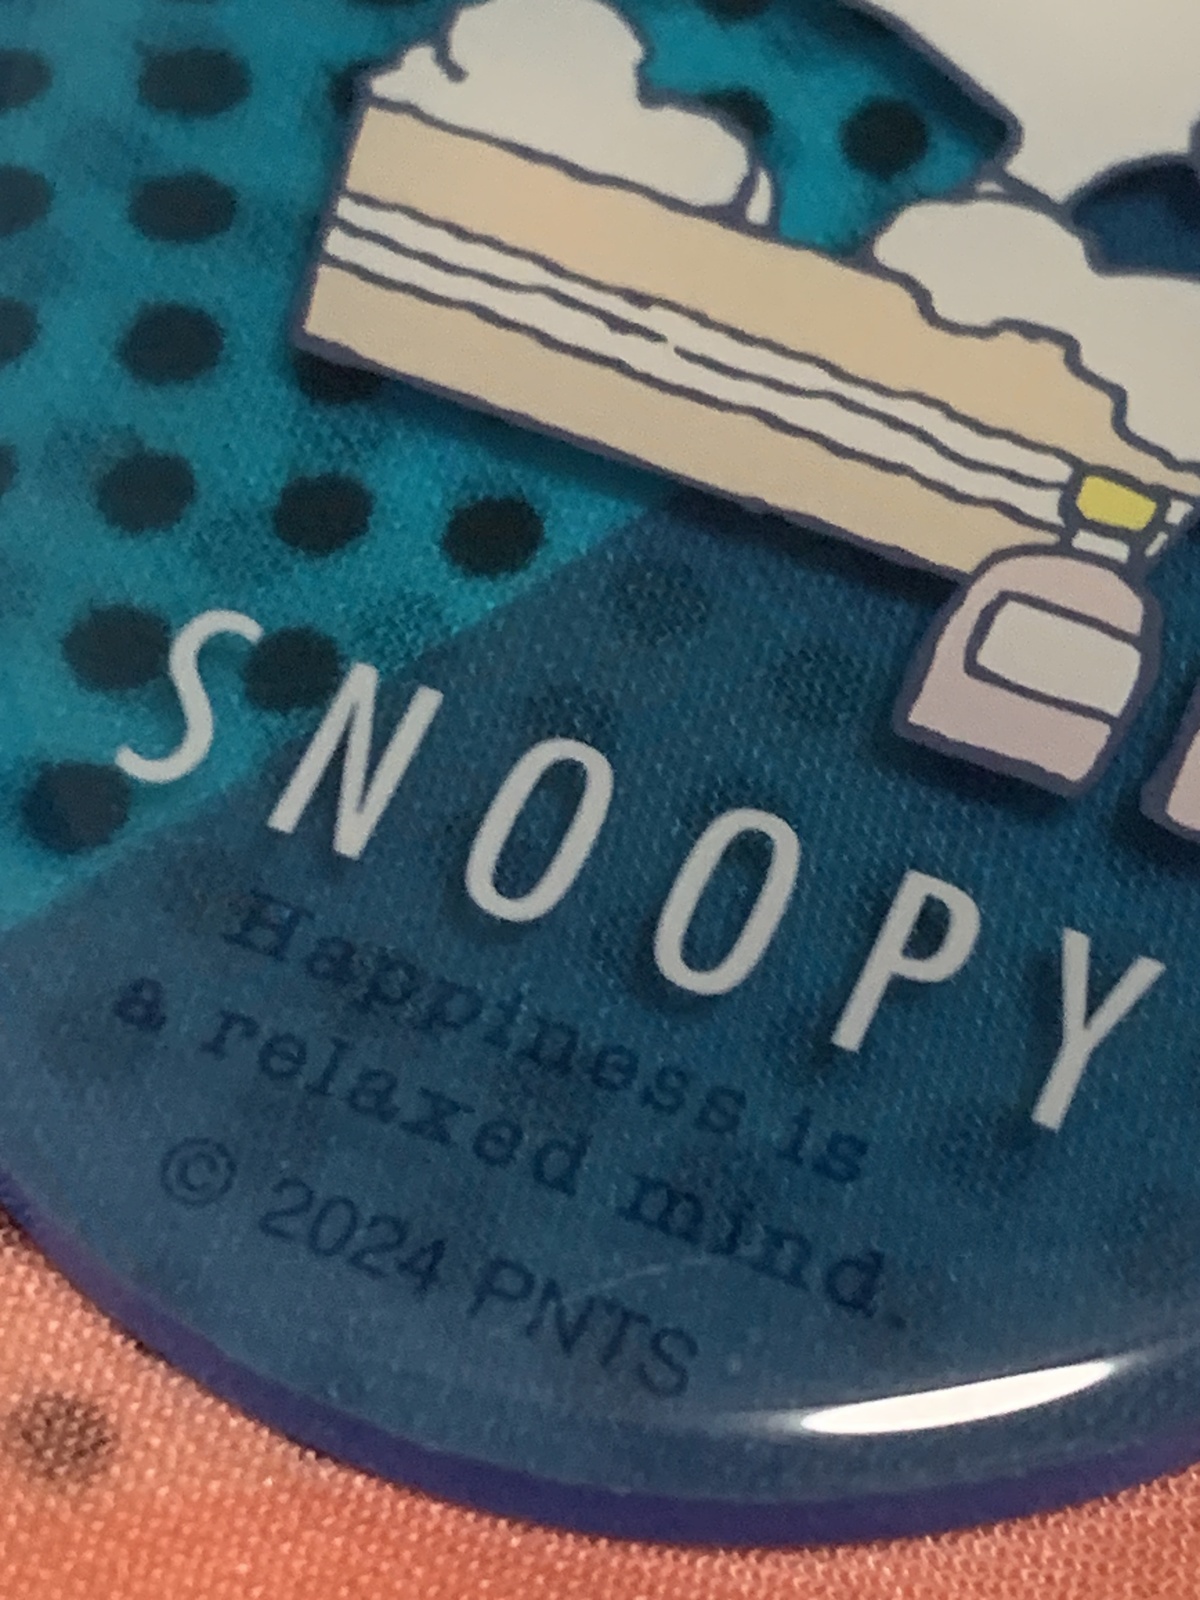 SNOOPY
Happiness is
a relaxed mind.
© 2024 PNTS